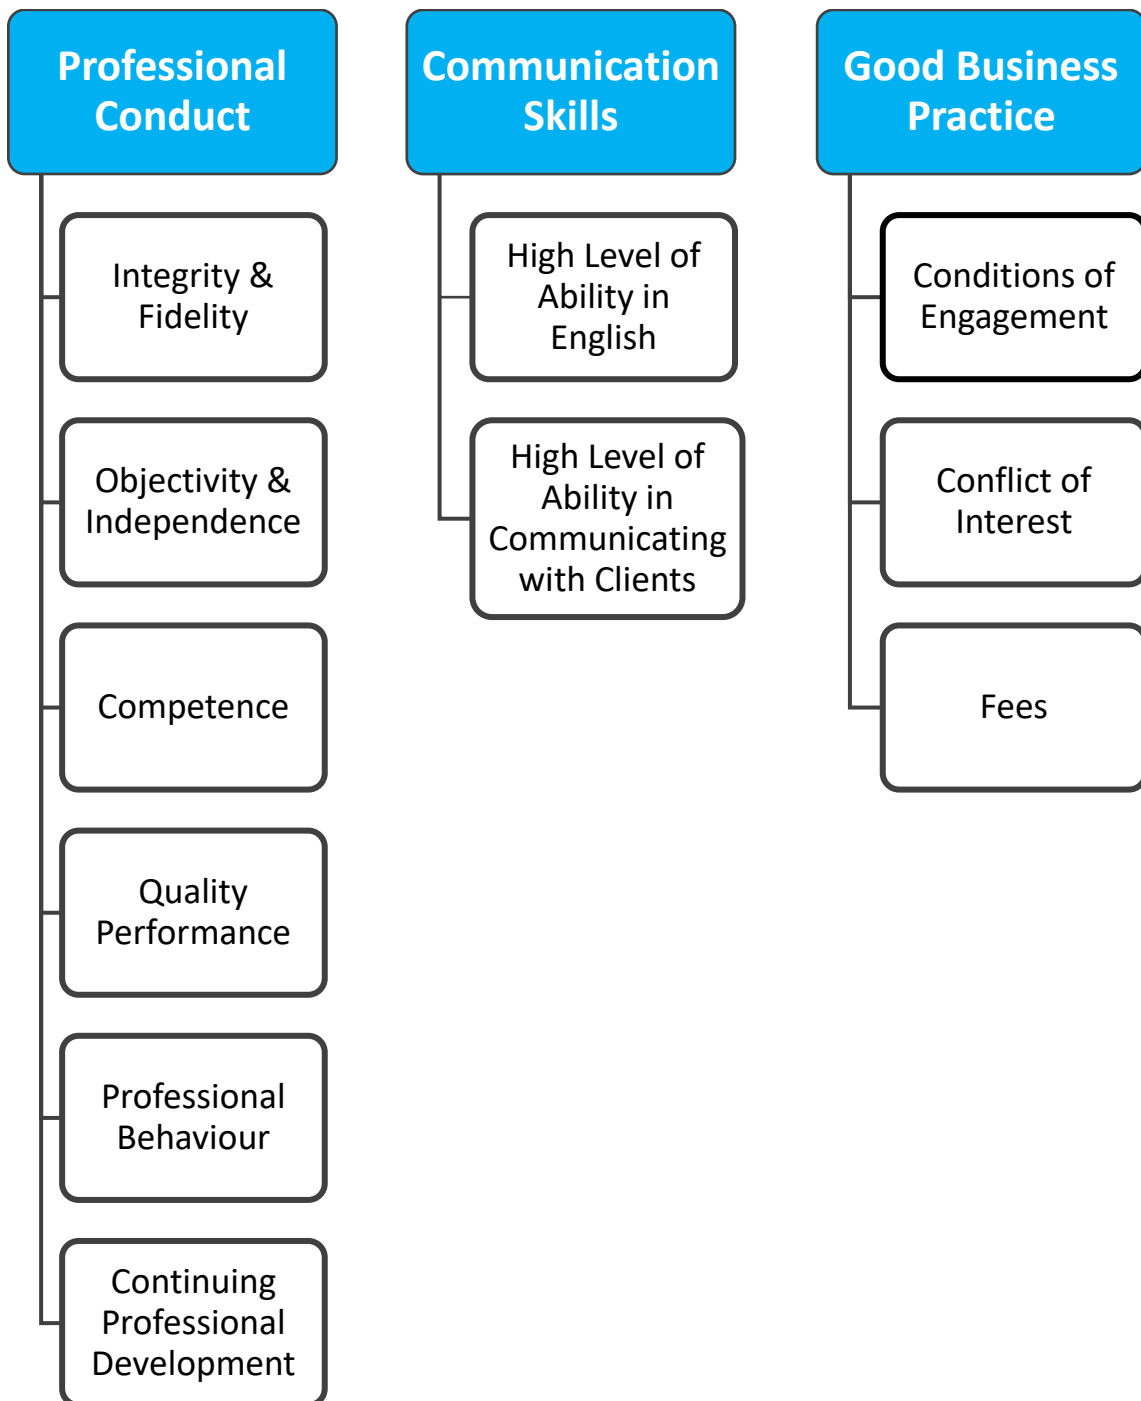 Professional
Conduct
Integrity &
Fidelity
Objectivity &
Independence
Competence
Quality
Performance
Professional
Behaviour
Continuing
Professional
Development
Communication
Skills
High Level of
Ability in
English
High Level of
Ability in
Communicating
with Clients
Good Business
Practice
Conditions of
Engagement
Conflict of
Interest
Fees